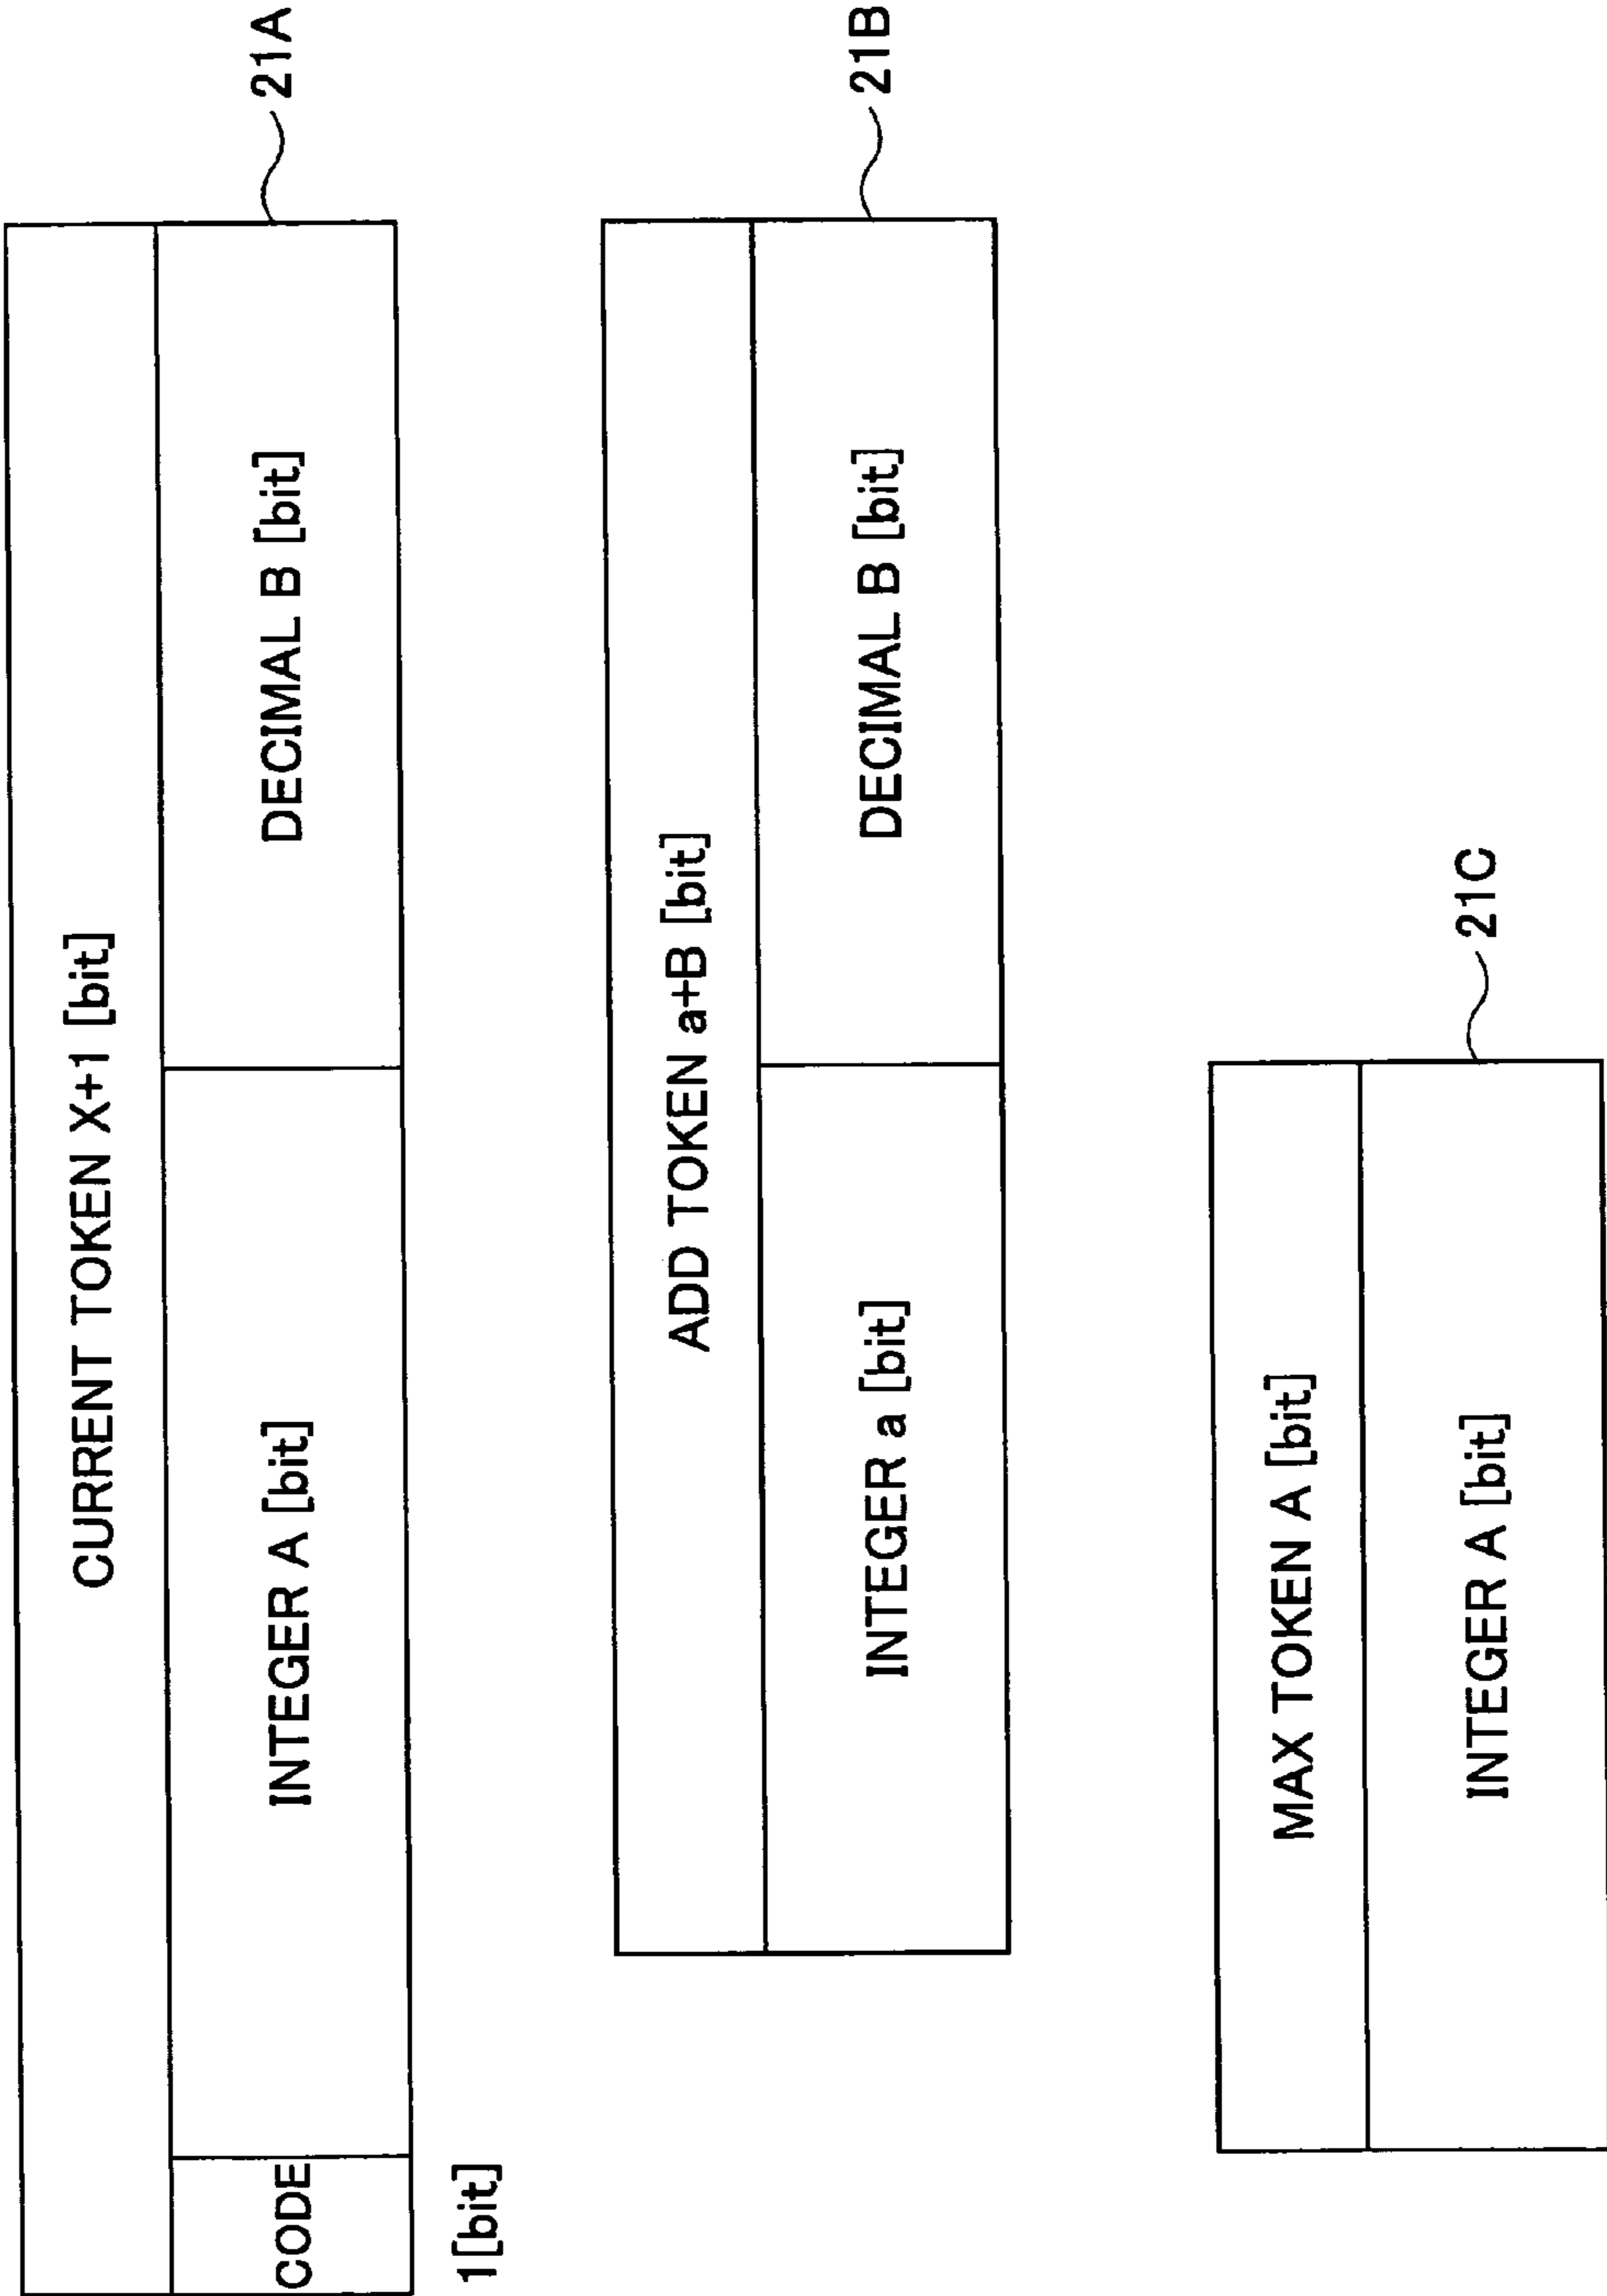 CURRENT TOKEN X+1 [bit]
CODE INTEGER A [bit] DECIMAL B [bit]
21A
1[bit]
ADD TOKEN a+B [bit]
INTEGER a [bit] DECIMAL B [bit]
21B
MAX TOKEN A [bit]
INTEGER A [bit]
21C